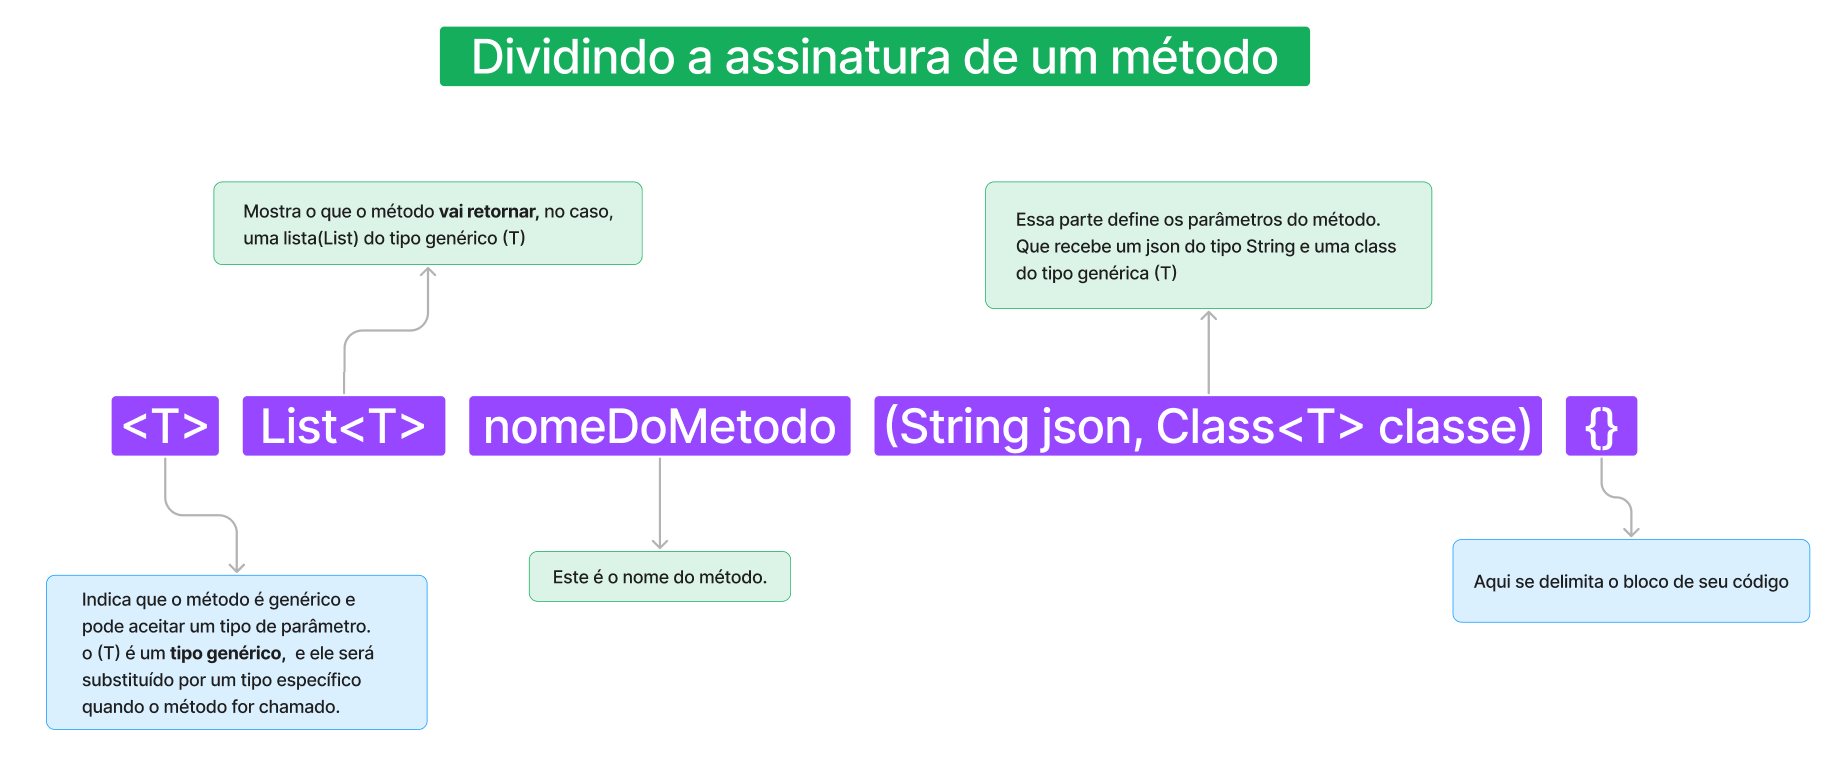 Dividindo a assinatura de um método
Mostra o que o método vai retornar, no caso,
uma lista(List) do tipo genérico (T)
Essa parte define os parâmetros do método.
Que recebe um json do tipo String e uma class
do tipo genérica (T)
<T> List<T> nomeDoMetodo (String json, Class<T> classe) {}
Indica que o método é genérico e
pode aceitar um tipo de parâmetro.
o (T) é um tipo genérico, e ele será
substituído por um tipo específico
quando o método for chamado.
Este é o nome do método.
Aqui se delimita o bloco de seu código